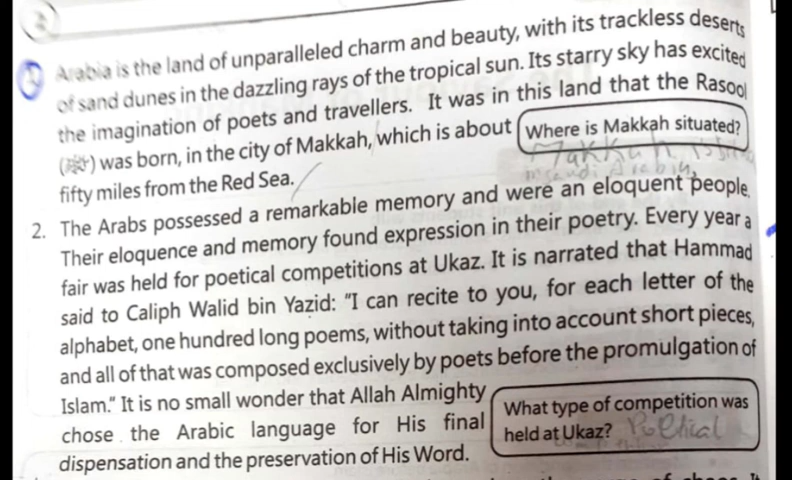 Arabia is the land of unparalleled charm and beauty, with its trackless deserts
of sand dunes in the dazzling rays of the tropical sun. Its starry sky has excited
the imagination of poets and travellers. It was in this land that the Rasool
(ﷺ) was born, in the city of Makkah, which is about
Where is Makkah situated?
Makkah is
in saudi Arabia,
fifty miles from the Red Sea.
2. The Arabs possessed a remarkable memory and were an eloquent people.
Their eloquence and memory found expression in their poetry. Every year a
fair was held for poetical competitions at Ukaz. It is narrated that Hammad
said to Caliph Walid bin Yazid: "I can recite to you, for each letter of the
alphabet, one hundred long poems, without taking into account short pieces,
and all of that was composed exclusively by poets before the promulgation of
Islam." It is no small wonder that Allah Almighty
chose the Arabic language for His final
dispensation and the preservation of His Word.
What type of competition was
held at Ukaz? Poetical